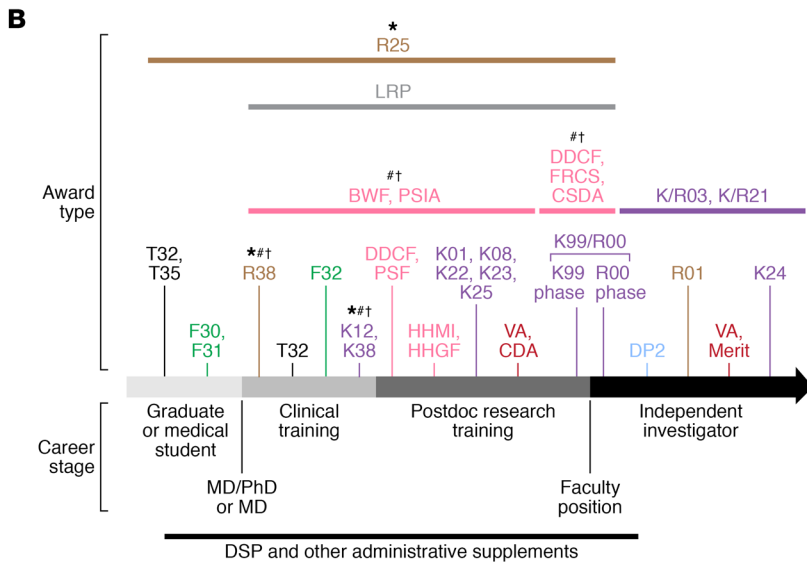 B
*
R25
LRP
#†
BWF, PSIA
#†
DDCF,
FRCS,
CSDA
K/R03, K/R21
Award
type
T32,
T35
*#†
R38
F32
DDCF,
PSF
K01, K08,
K22, K23,
K25
K99/R00
K99
phase
R00
phase
R01
K24
F30,
F31
T32
*#†
K12,
K38
HHMI,
HHGF
VA,
CDA
DP2
VA,
Merit
Career
stage
Graduate
or medical
student
Clinical
training
Postdoc research
training
Independent
investigator
MD/PhD
or MD
Faculty
position
DSP and other administrative supplements